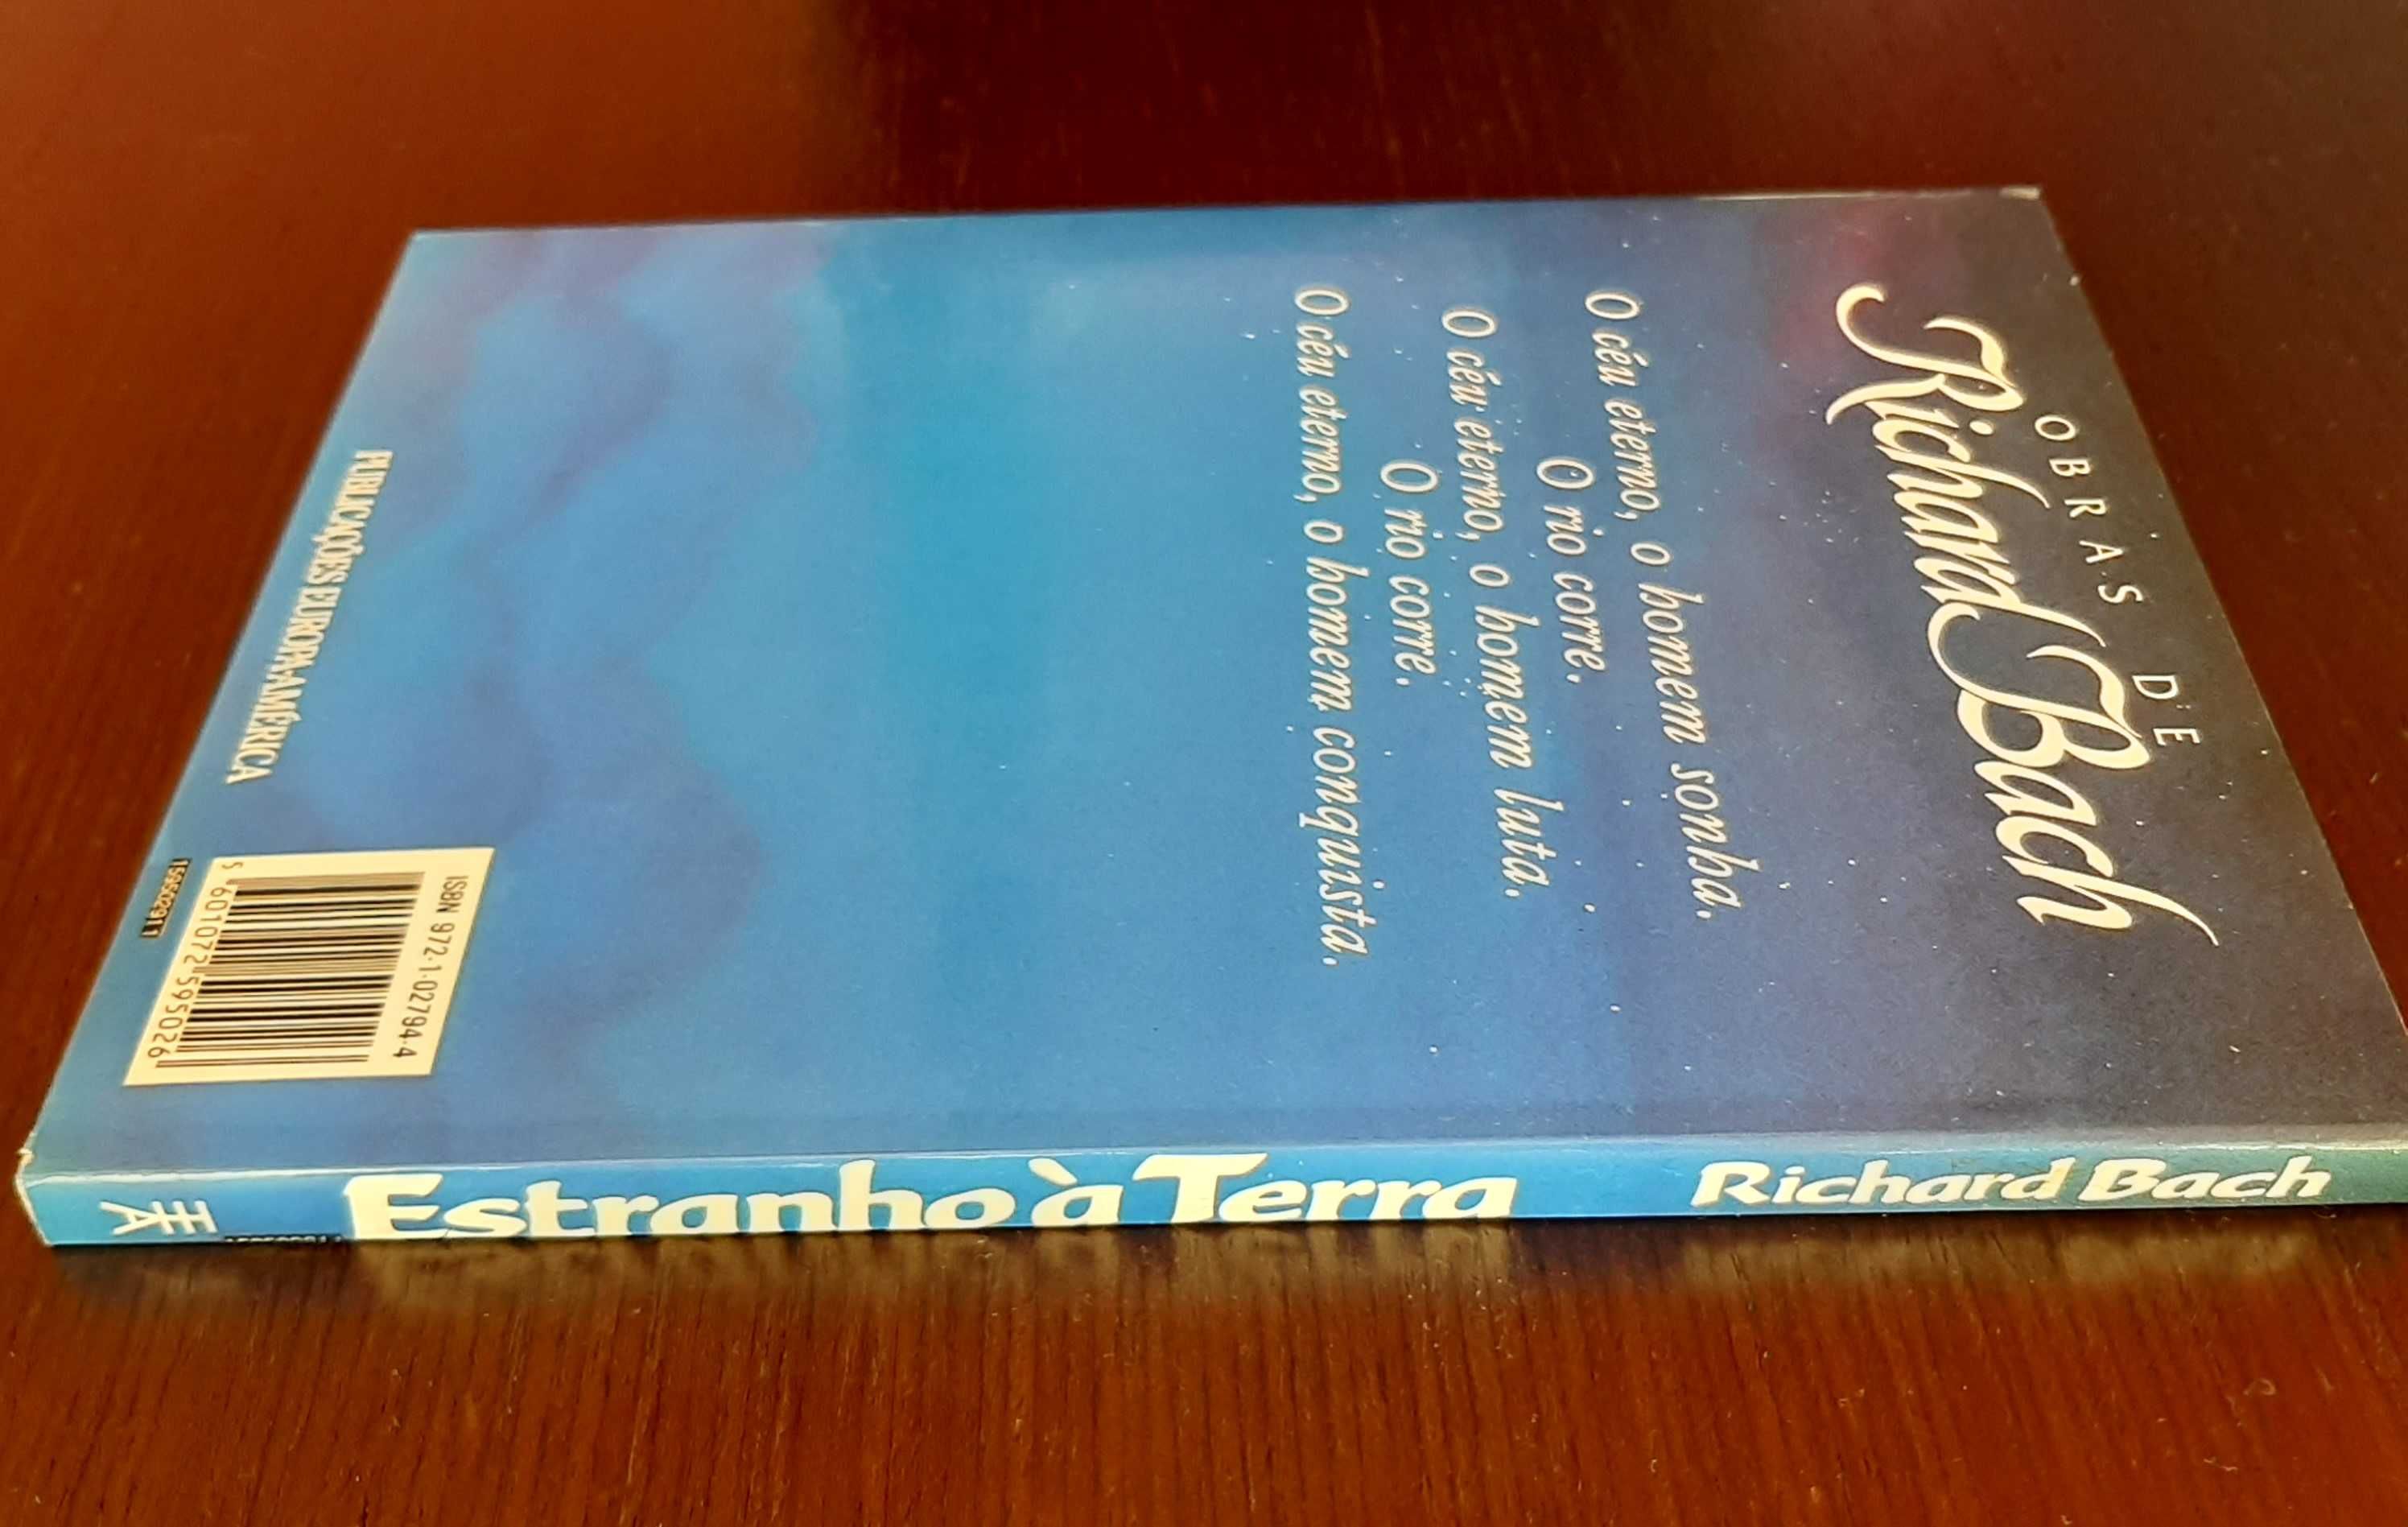 OBRAS DE
Richard Bach
O céu eterno, o homem sonha.
O rio corre.
O céu eterno, o homem luta.
O rio corre.
O céu eterno, o homem conquista.
PUBLICAÇÕES EUROPA-AMÉRICA
ISBN 972-1-02794-4
5 601072 595026
159502911
Estranho à Terra
Richard Bach